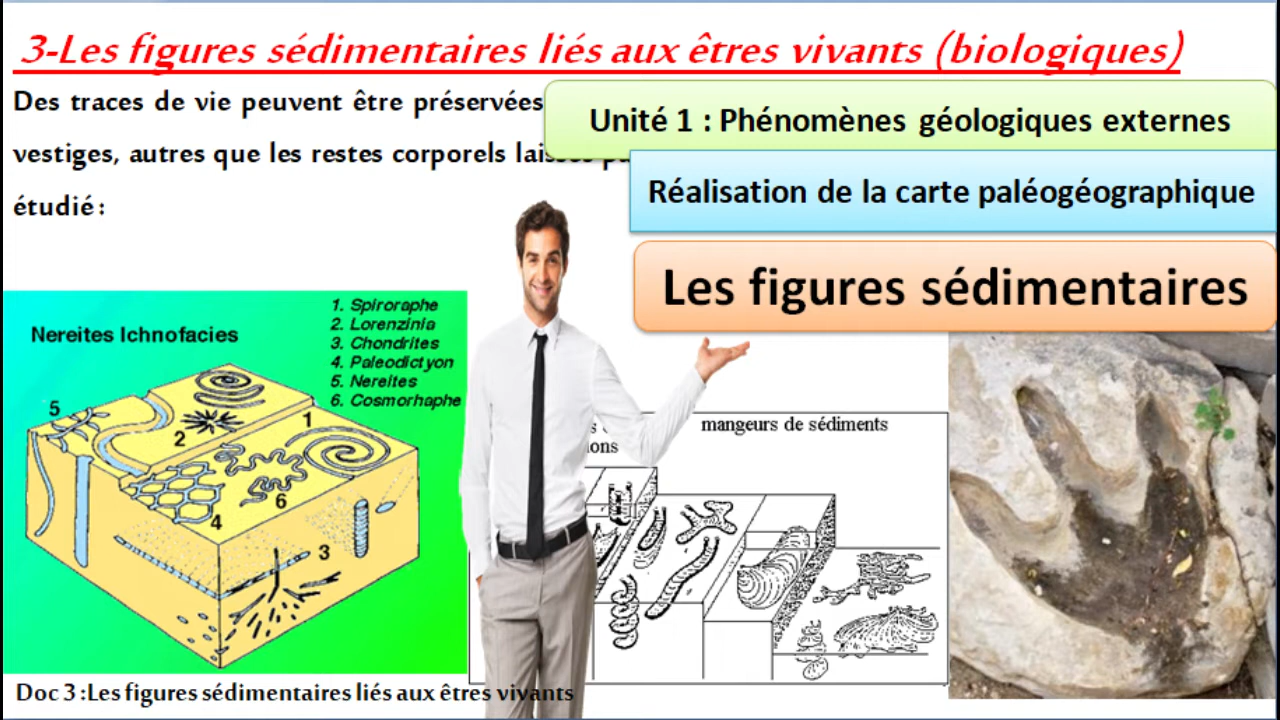 3-Les figures sédimentaires liés aux êtres vivants (biologiques)
Des traces de vie peuvent être préservées
Unité 1 : Phénomènes géologiques externes
vestiges, autres que les restes corporels
Réalisation de la carte paléogéographique
étudié :
Les figures sédimentaires
Nereites Ichnofacies
1. Spiroraphe
2. Lorenzinia
3. Chondrites
4. Paleodictyon
5. Nereites
6. Cosmorhaphe
5
2
1
6
4
3
mangeurs de sédiments
Doc 3 :Les figures sédimentaires liés aux êtres vivants